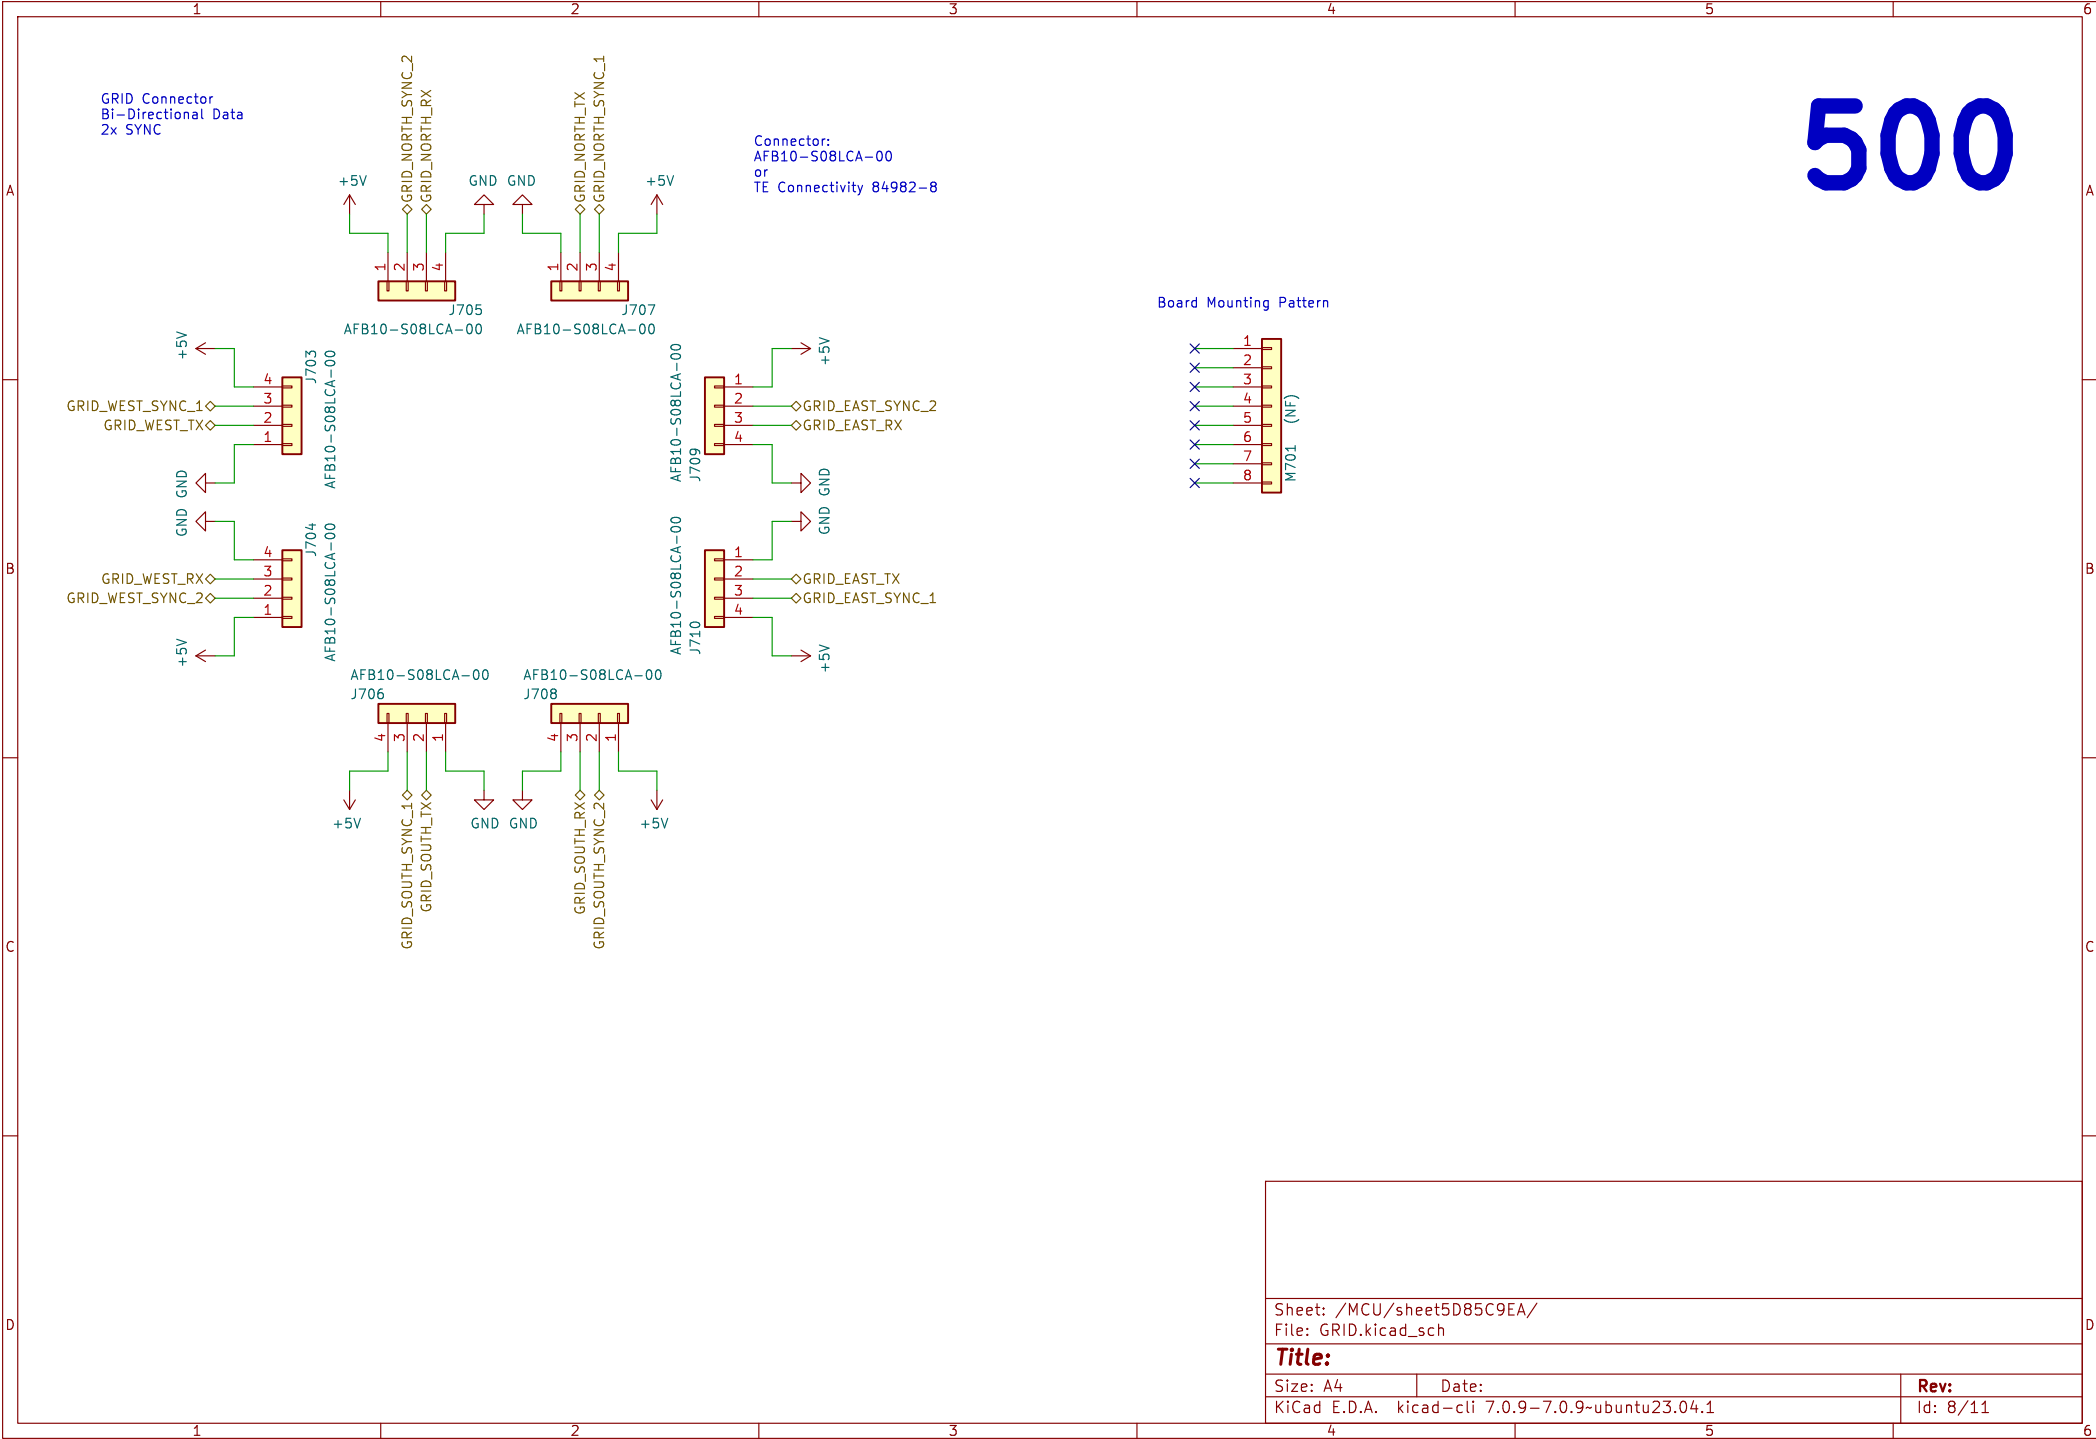 1 2 3 4 5 6
GRID Connector
Bi-Directional Data
2x SYNC
500
Connector:
AFB10-S08LCA-00
or
TE Connectivity 84982-8
GRID_NORTH_SYNC_2
GRID_NORTH_RX
GRID_NORTH_TX
GRID_NORTH_SYNC_1
+5V GND GND +5V
A A
1 2 3 4
1 2 3 4
J705
AFB10-S08LCA-00
J707
AFB10-S08LCA-00
Board Mounting Pattern
1
2
3
4
5
6
7
8
M701 (NF)
+5V
J703
AFB10-S08LCA-00
4
GRID_WEST_SYNC_1 3
GRID_WEST_TX 2
1
GND
+5V
AFB10-S08LCA-00
J709
1
2 GRID_EAST_SYNC_2
3 GRID_EAST_RX
4
GND
GND
J704
AFB10-S08LCA-00
4
GRID_WEST_RX 3
GRID_WEST_SYNC_2 2
1
+5V
GND
AFB10-S08LCA-00
J710
1
2 GRID_EAST_TX
3 GRID_EAST_SYNC_1
4
+5V
B B
AFB10-S08LCA-00
J706
AFB10-S08LCA-00
J708
4 3 2 1
4 3 2 1
+5V GND GND +5V
GRID_SOUTH_SYNC_1
GRID_SOUTH_TX
GRID_SOUTH_RX
GRID_SOUTH_SYNC_2
C C
Sheet: /MCU/sheet5D85C9EA/
File: GRID.kicad_sch
D D
Title:
Size: A4 Date: Rev:
KiCad E.D.A. kicad-cli 7.0.9-7.0.9~ubuntu23.04.1 Id: 8/11
1 2 3 4 5 6